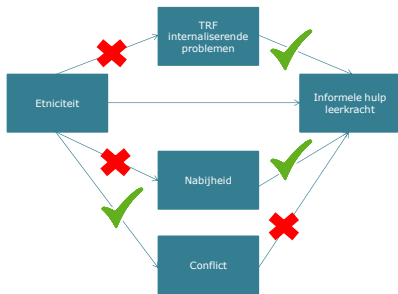 TRF
internaliserende
problemen
Etniciteit
Informele hulp
leerkracht
Nabijheid
Conflict